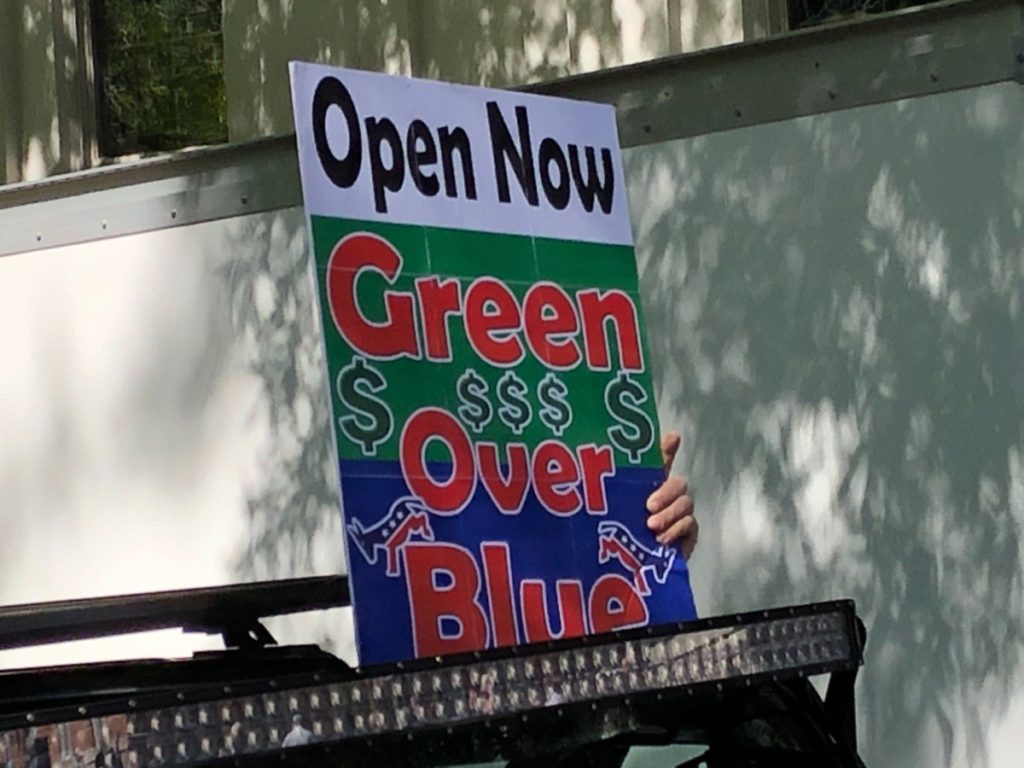 Open Now
Green
$ $$$ $
Over
Blue